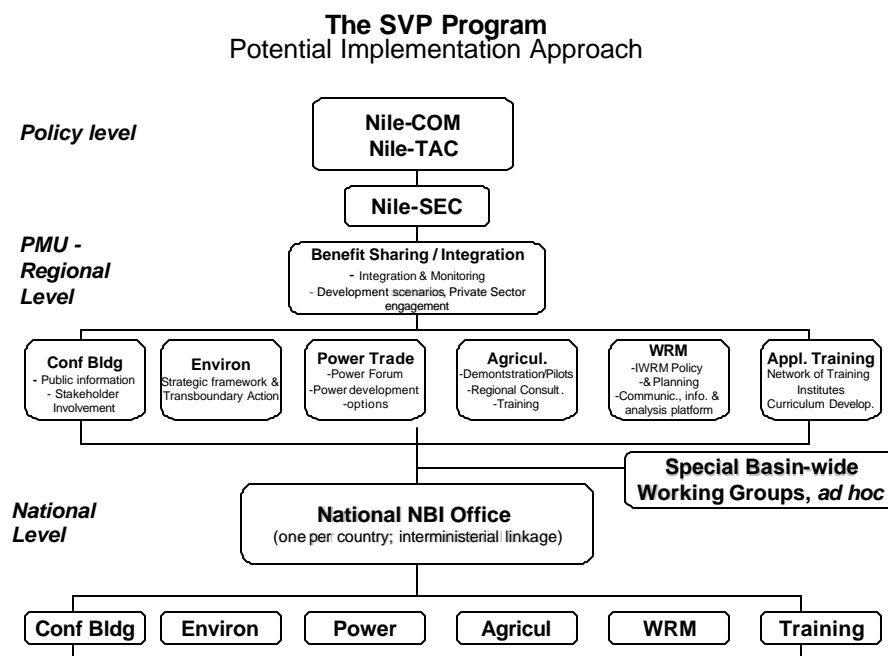 The SVP Program
Potential Implementation Approach
Policy level
Nile-COM
Nile-TAC
Nile-SEC
PMU -
Regional
Level
Benefit Sharing / Integration
- Integration & Monitoring
- Development scenarios, Private Sector
engagement
Conf Bldg
- Public information
- Stakeholder
Involvement
Environ
Strategic framework &
Transboundary Action
Power Trade
-Power Forum
-Power development
-options
Agricul.
-Demontstration/Pilots
-Regional Consult .
-Training
WRM
-IWRM Policy
-& Planning
-Communic., info. &
analysis platform
Appl. Training
Network of Training
Institutes
Curriculum Develop.
Special Basin-wide
Working Groups, ad hoc
National
Level
National NBI Office
(one per country; interministerial linkage)
Conf Bldg
Environ
Power
Agricul
WRM
Training